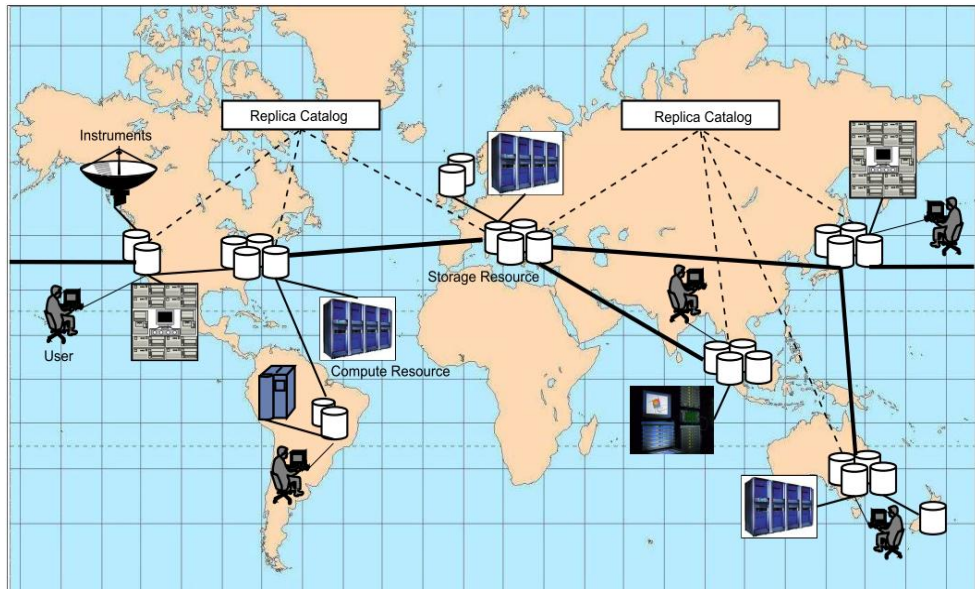 Replica Catalog
Replica Catalog
Instruments
Storage Resource
User
Compute Resource